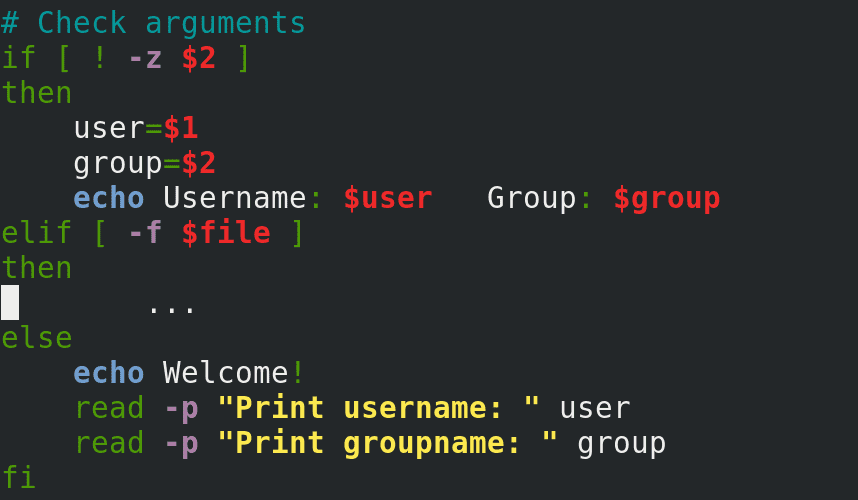 # Check arguments
if [ ! -z $2 ]
then
    user=$1
    group=$2
    echo Username: $user   Group: $group
elif [ -f $file ]
then
        ...
else
    echo Welcome!
    read -p "Print username: " user
    read -p "Print groupname: " group
fi